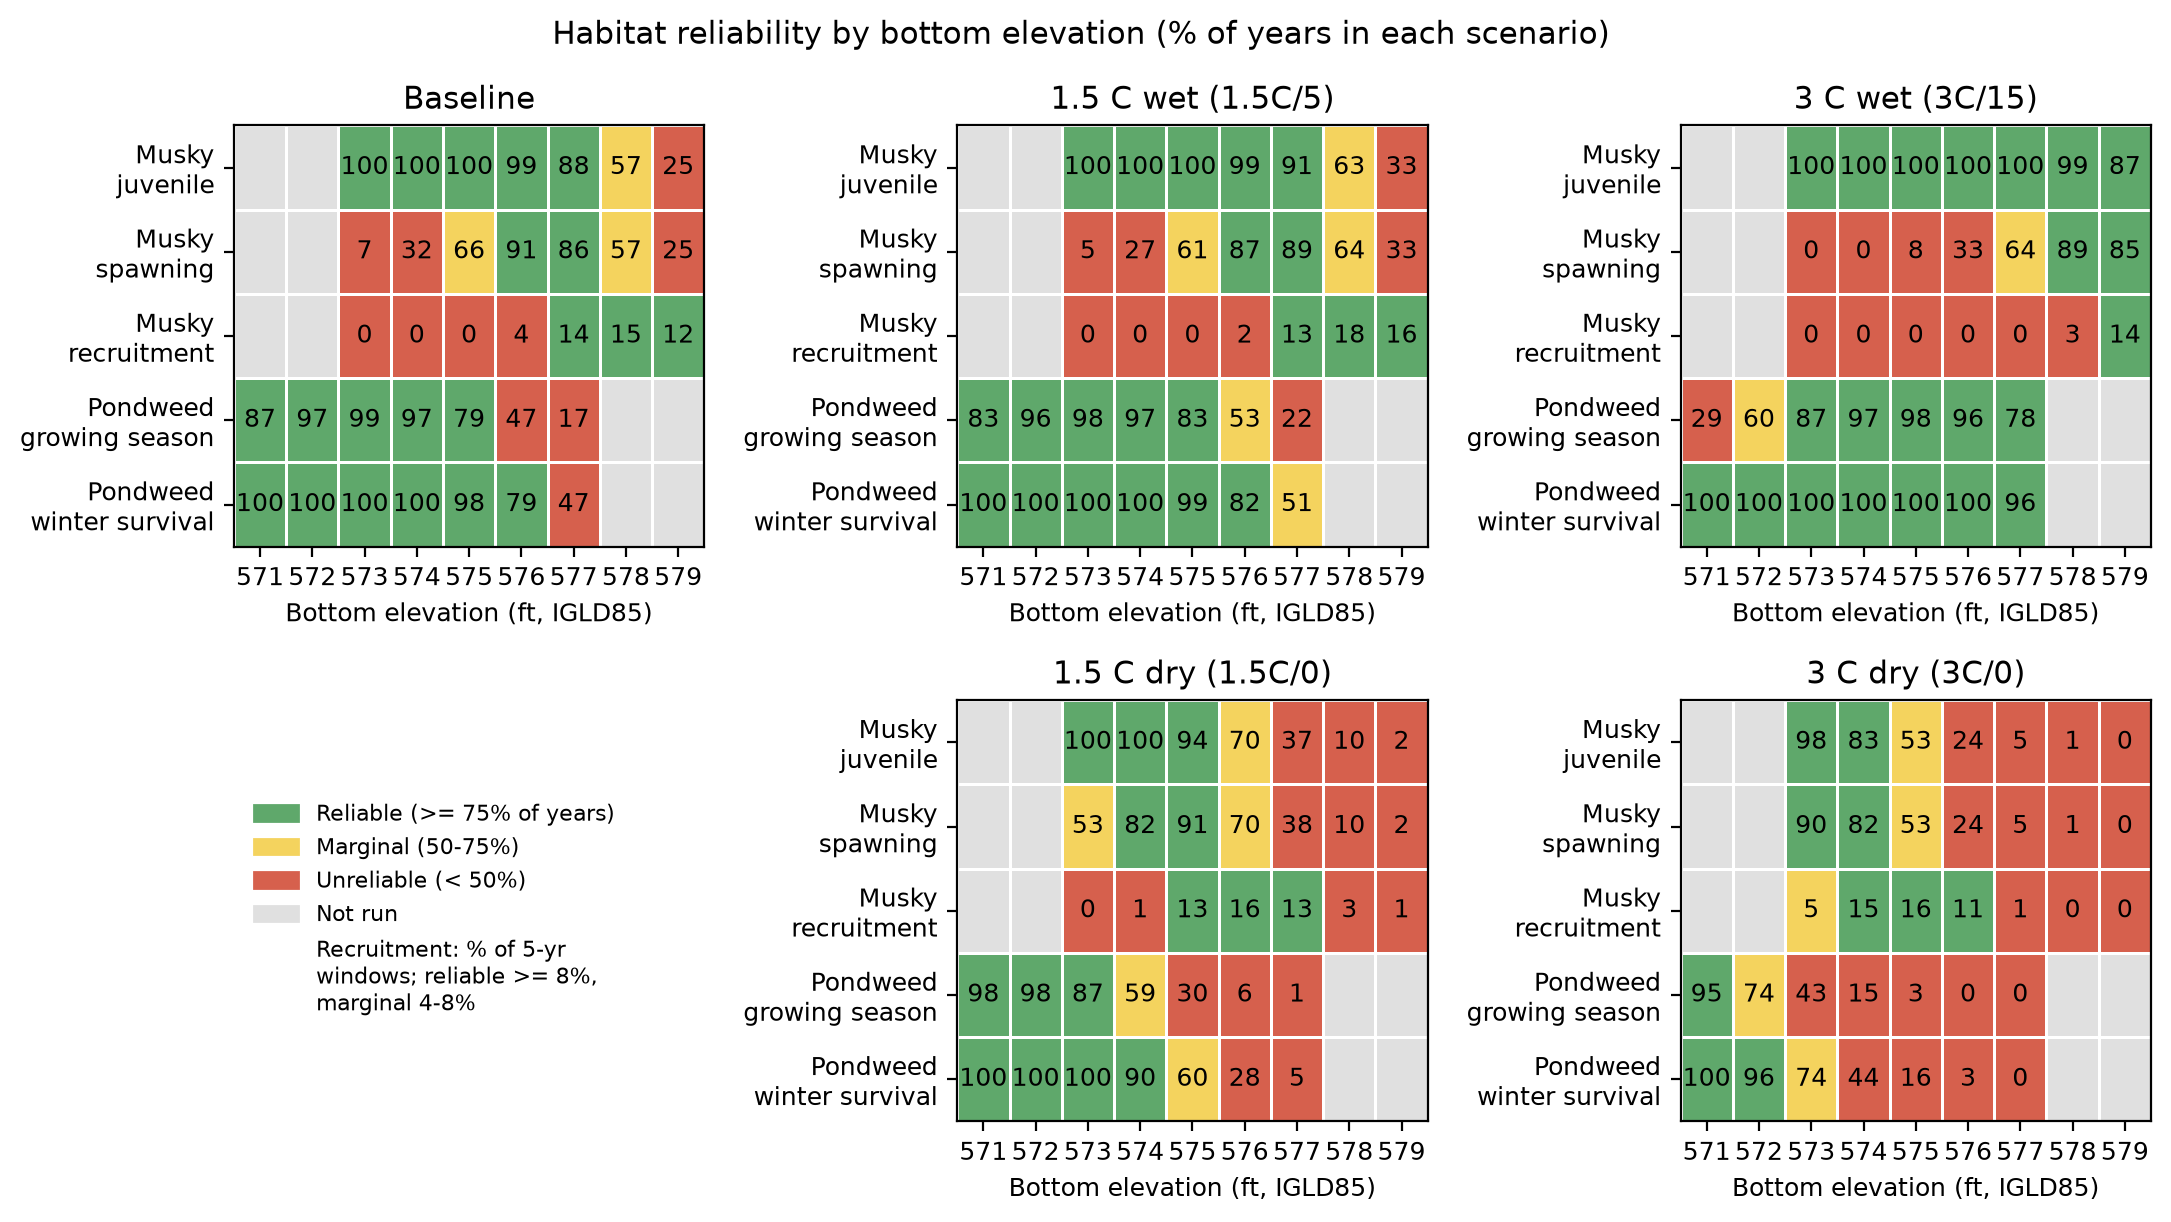 Habitat reliability by bottom elevation (% of years in each scenario)
Baseline
Musky
juvenile
100 100 100 99 88 57 25
Musky
spawning
7 32 66 91 86 57 25
Musky
recruitment
0 0 0 4 14 15 12
Pondweed
growing season
87 97 99 97 79 47 17
Pondweed
winter survival
100 100 100 100 98 79 47
571 572 573 574 575 576 577 578 579
Bottom elevation (ft, IGLD85)
1.5 C wet (1.5C/5)
Musky
juvenile
100 100 100 99 91 63 33
Musky
spawning
5 27 61 87 89 64 33
Musky
recruitment
0 0 0 2 13 18 16
Pondweed
growing season
83 96 98 97 83 53 22
Pondweed
winter survival
100 100 100 100 99 82 51
571 572 573 574 575 576 577 578 579
Bottom elevation (ft, IGLD85)
3 C wet (3C/15)
Musky
juvenile
100 100 100 100 100 99 87
Musky
spawning
0 0 8 33 64 89 85
Musky
recruitment
0 0 0 0 0 3 14
Pondweed
growing season
29 60 87 97 98 96 78
Pondweed
winter survival
100 100 100 100 100 100 96
571 572 573 574 575 576 577 578 579
Bottom elevation (ft, IGLD85)
Reliable (>= 75% of years)
Marginal (50-75%)
Unreliable (< 50%)
Not run
Recruitment: % of 5-yr
windows; reliable >= 8%,
marginal 4-8%
1.5 C dry (1.5C/0)
Musky
juvenile
100 100 94 70 37 10 2
Musky
spawning
53 82 91 70 38 10 2
Musky
recruitment
0 1 13 16 13 3 1
Pondweed
growing season
98 98 87 59 30 6 1
Pondweed
winter survival
100 100 100 90 60 28 5
571 572 573 574 575 576 577 578 579
Bottom elevation (ft, IGLD85)
3 C dry (3C/0)
Musky
juvenile
98 83 53 24 5 1 0
Musky
spawning
90 82 53 24 5 1 0
Musky
recruitment
5 15 16 11 1 0 0
Pondweed
growing season
95 74 43 15 3 0 0
Pondweed
winter survival
100 96 74 44 16 3 0
571 572 573 574 575 576 577 578 579
Bottom elevation (ft, IGLD85)